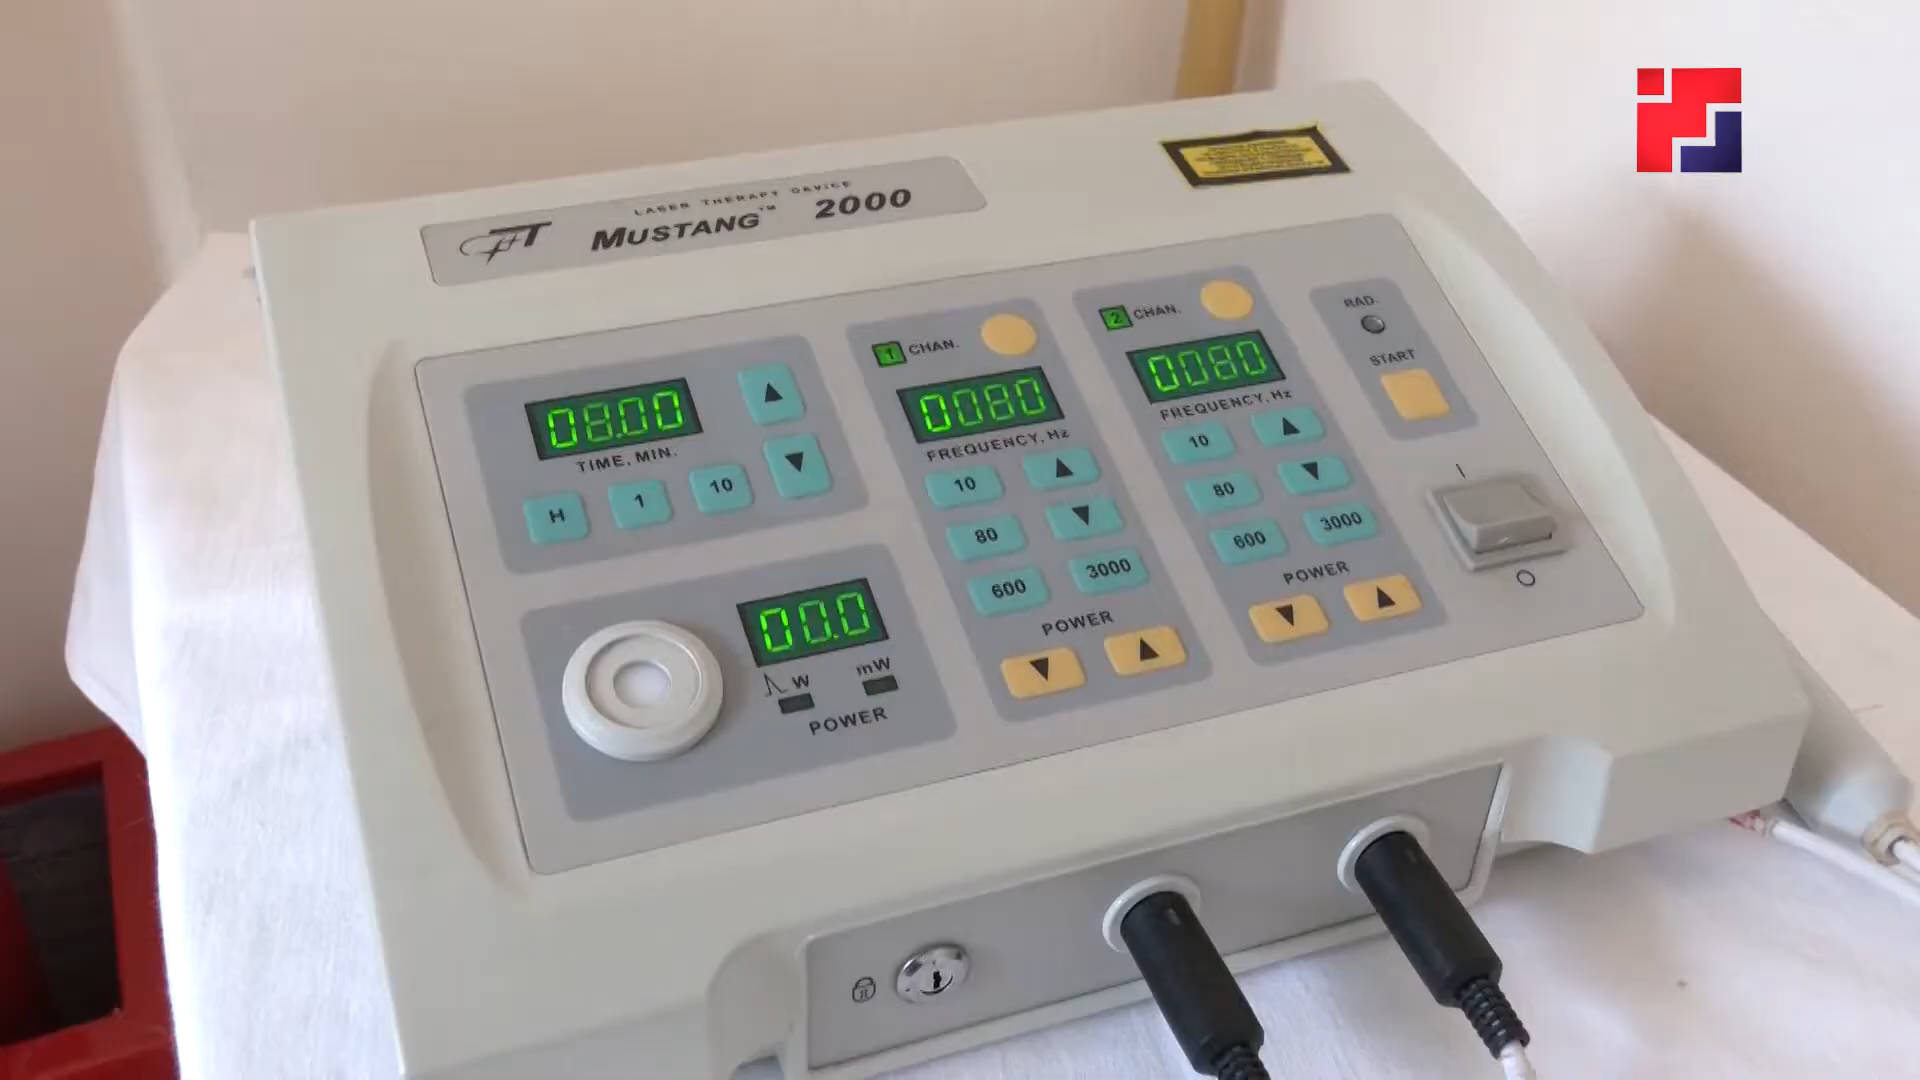 LASER THERAPY DEVICE
MUSTANG™ 2000
08.00
TIME, MIN.
H 1 10
00.0
W mW
POWER
1 CHAN.
0080
FREQUENCY, Hz
10
80
600 3000
POWER
2 CHAN.
0080
FREQUENCY, Hz
10
80
600 3000
POWER
RAD.
START
I
O